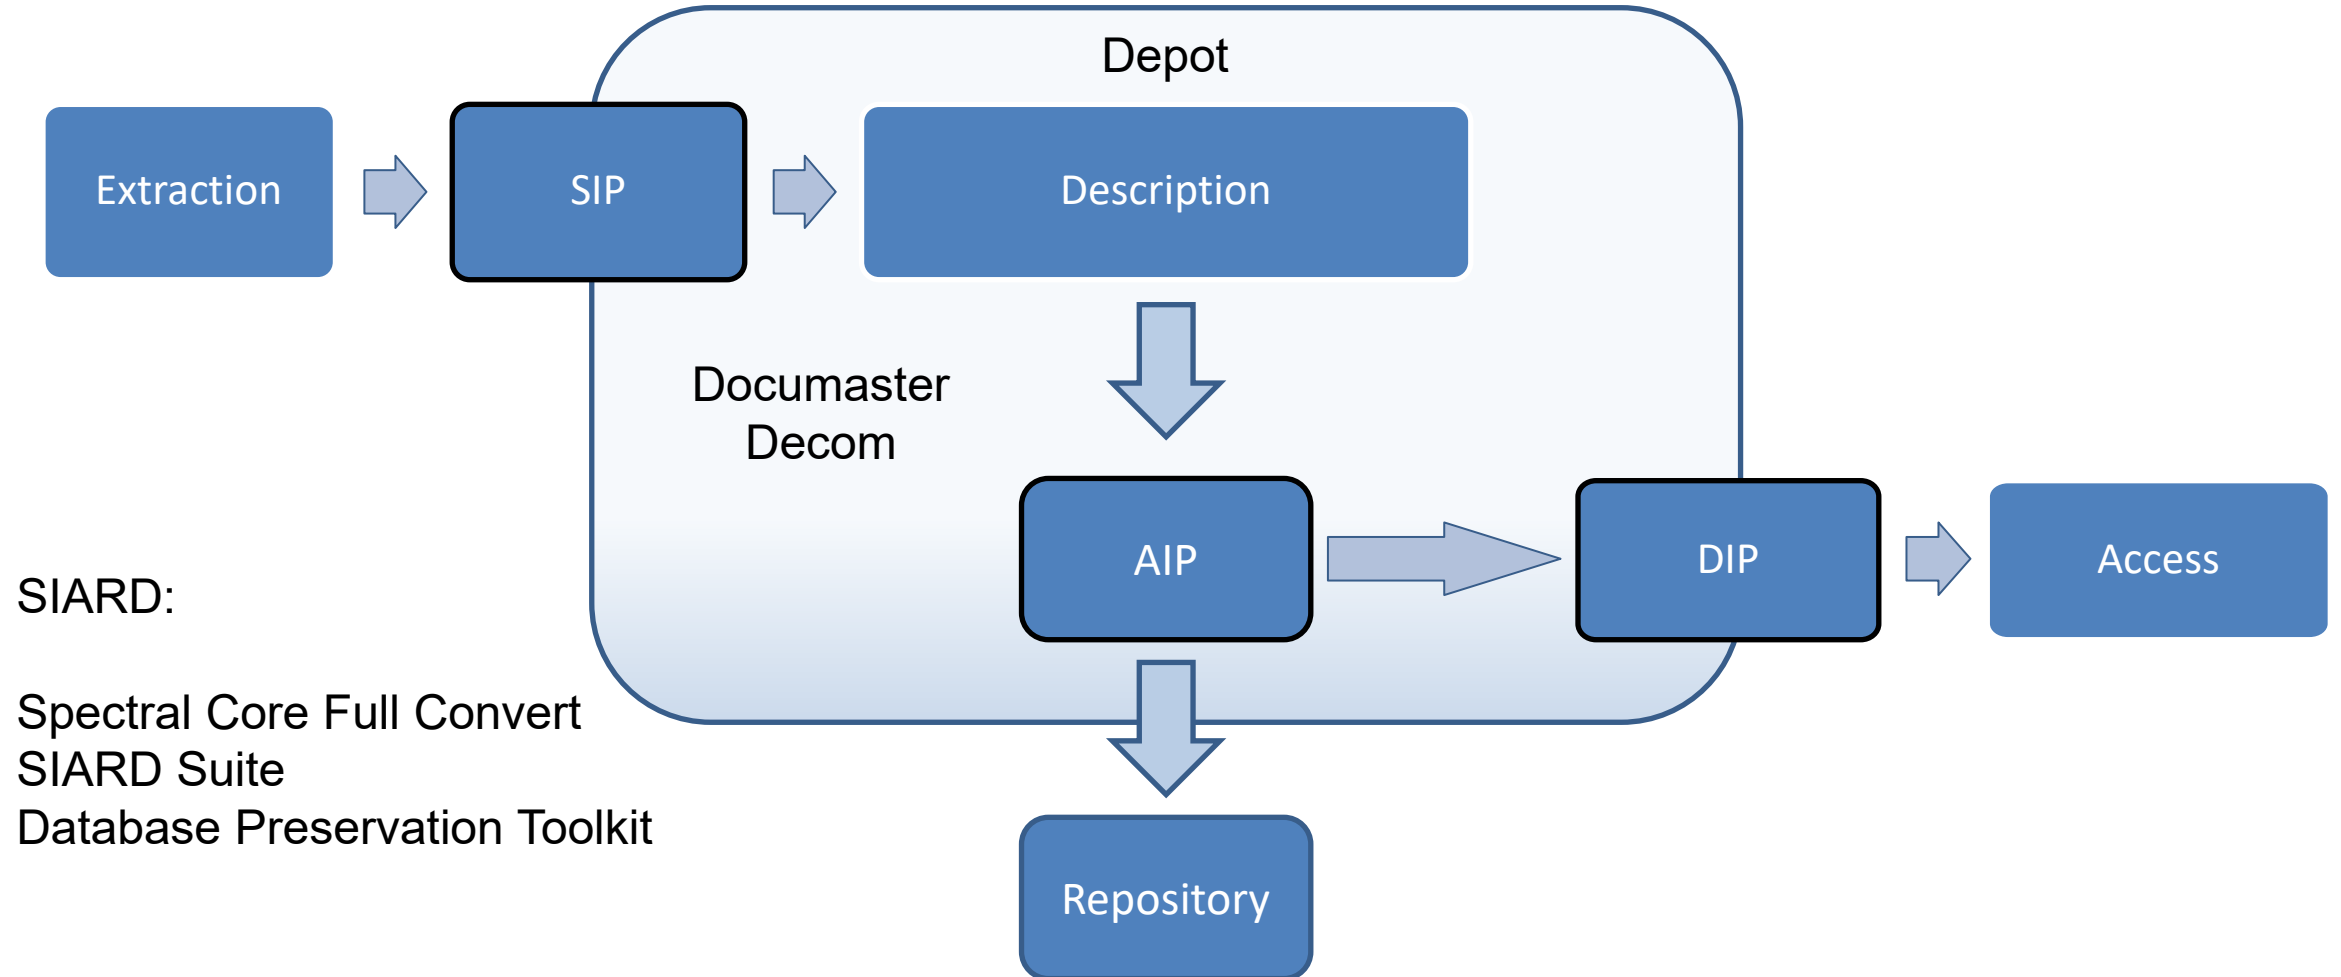 Depot
Extraction
SIP
Description
Documaster
Decom
AIP
DIP
Access
SIARD:
Spectral Core Full Convert
SIARD Suite
Database Preservation Toolkit
Repository